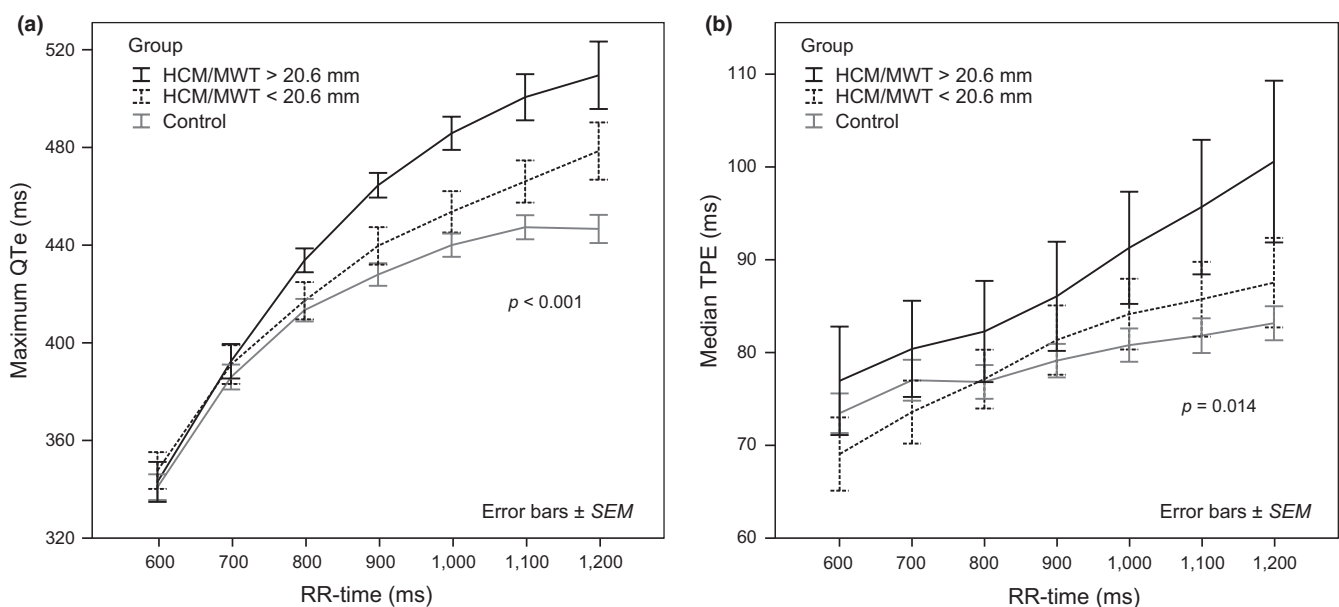 (a)
Group
HCM/MWT > 20.6 mm
HCM/MWT < 20.6 mm
Control
Maximum QTe (ms)
520
480
440
400
360
320
p < 0.001
Error bars ± SEM
600 700 800 900 1,000 1,100 1,200
RR-time (ms)
(b)
Group
HCM/MWT > 20.6 mm
HCM/MWT < 20.6 mm
Control
Median TPE (ms)
110
100
90
80
70
60
p = 0.014
Error bars ± SEM
600 700 800 900 1,000 1,100 1,200
RR-time (ms)